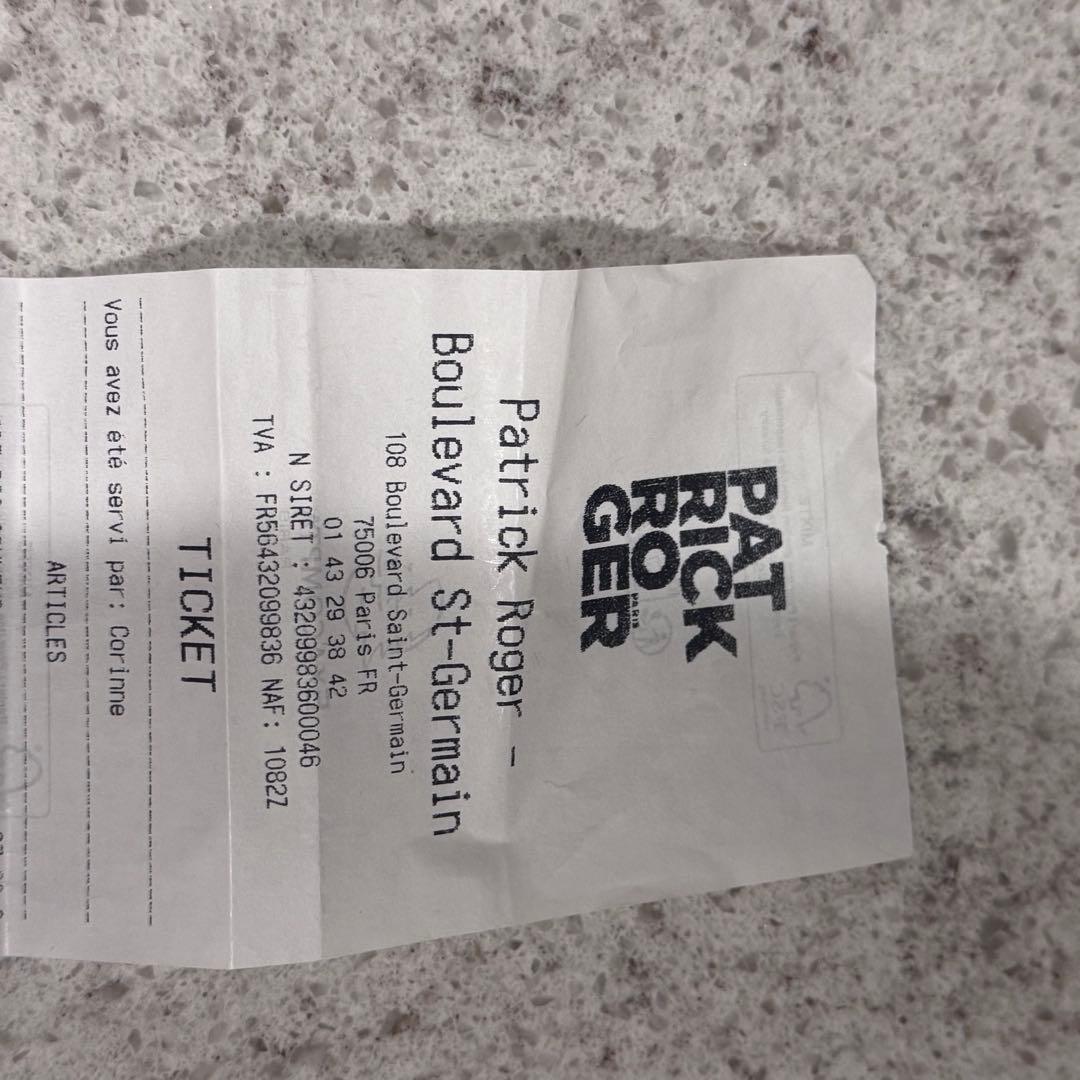 PAT
RICK
RO PARIS
GER
Patrick Roger -
Boulevard St-Germain
108 Boulevard Saint-Germain
75006 Paris FR
01 43 29 38 42
N SIRET : 43209983600046
TVA : FR56432099836 NAF: 1082Z
TICKET
Vous avez été servi par: Corinne
ARTICLES